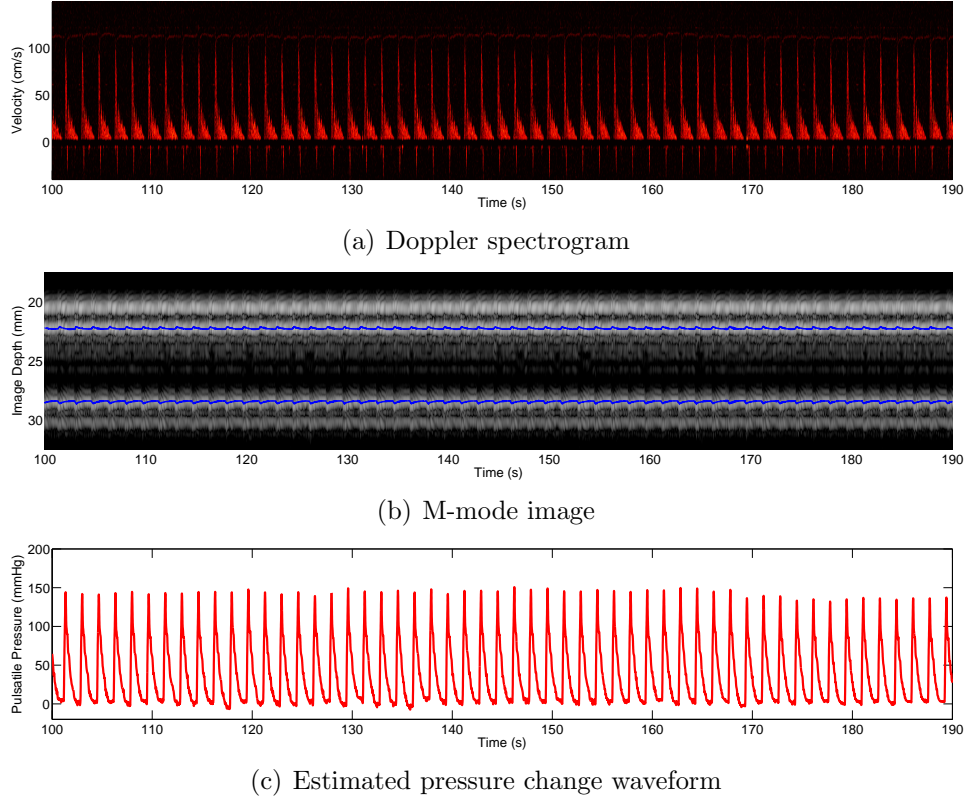 Velocity (cm/s)
100
50
0
100 110 120 130 140 150 160 170 180 190
Time (s)
(a) Doppler spectrogram
Image Depth (mm)
20
25
30
100 110 120 130 140 150 160 170 180 190
Time (s)
(b) M-mode image
Pulsatile Pressure (mmHg)
200
150
100
50
0
100 110 120 130 140 150 160 170 180 190
Time (s)
(c) Estimated pressure change waveform